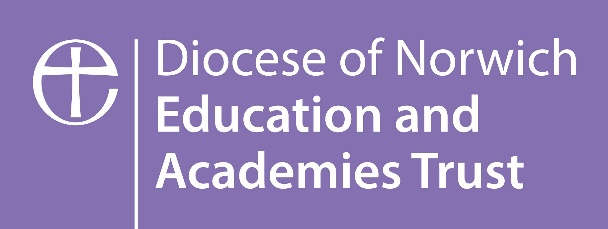 Diocese of Norwich
Education and
Academies Trust